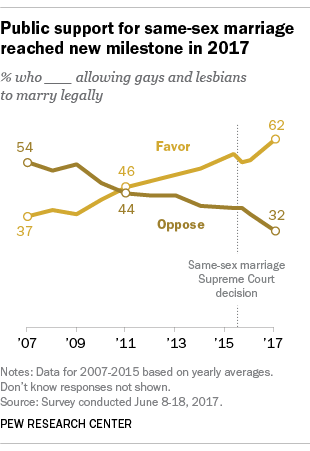 Public support for same-sex marriage
reached new milestone in 2017
% who ___ allowing gays and lesbians
to marry legally
62
54
Favor
46
44
37
Oppose
32
Same-sex marriage
Supreme Court
decision
’07 ’09 ’11 ’13 ’15 ’17
Notes: Data for 2007-2015 based on yearly averages.
Don’t know responses not shown.
Source: Survey conducted June 8-18, 2017.
PEW RESEARCH CENTER